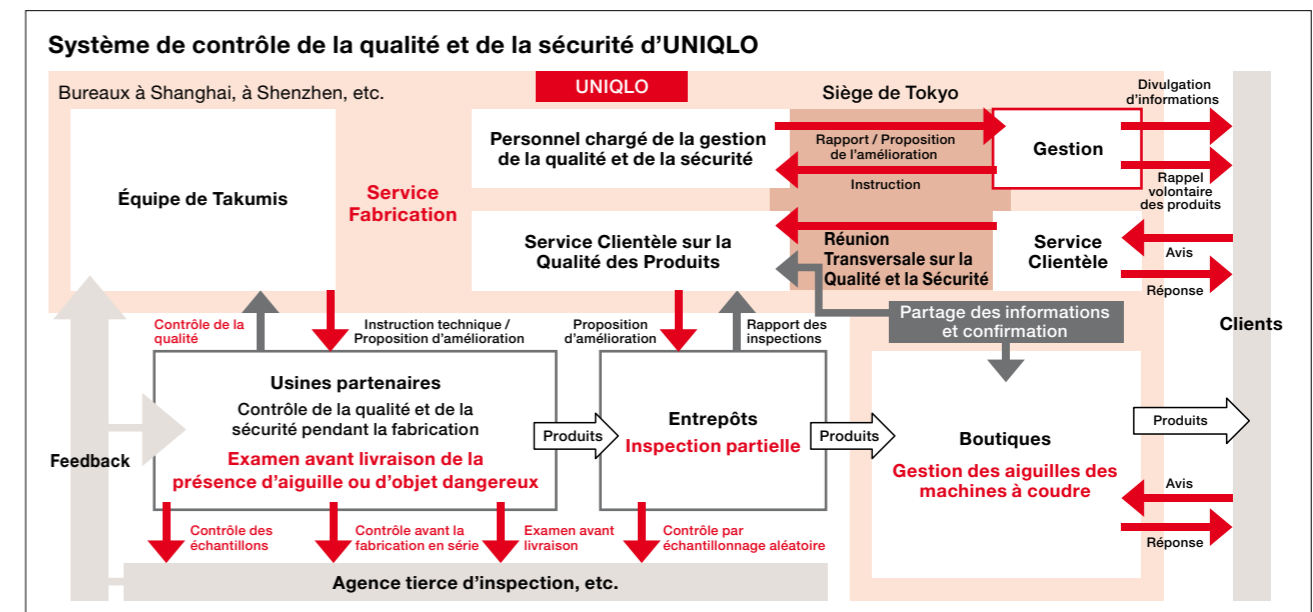 Système de contrôle de la qualité et de la sécurité d'UNIQLO
Bureaux à Shanghai, à Shenzhen, etc.
UNIQLO
Siège de Tokyo
Divulgation
d'informations
Personnel chargé de la gestion
de la qualité et de la sécurité
Rapport / Proposition
de l'amélioration
Gestion
Instruction
Rappel
volontaire
des produits
Équipe de Takumis
Service
Fabrication
Service Clientèle sur la
Qualité des Produits
Réunion
Transversale sur la
Qualité et la Sécurité
Service
Clientèle
Avis
Réponse
Clients
Contrôle de la
qualité
Instruction technique /
Proposition d'amélioration
Proposition
d'amélioration
Rapport des
inspections
Partage des informations
et confirmation
Usines partenaires
Contrôle de la qualité et de la
sécurité pendant la fabrication
Examen avant livraison de la
présence d'aiguille ou d'objet dangereux
Produits
Entrepôts
Inspection partielle
Produits
Boutiques
Gestion des aiguilles des
machines à coudre
Produits
Avis
Réponse
Feedback
Contrôle des
échantillons
Contrôle avant la
fabrication en série
Examen avant
livraison
Contrôle par
échantillonnage aléatoire
Agence tierce d'inspection, etc.